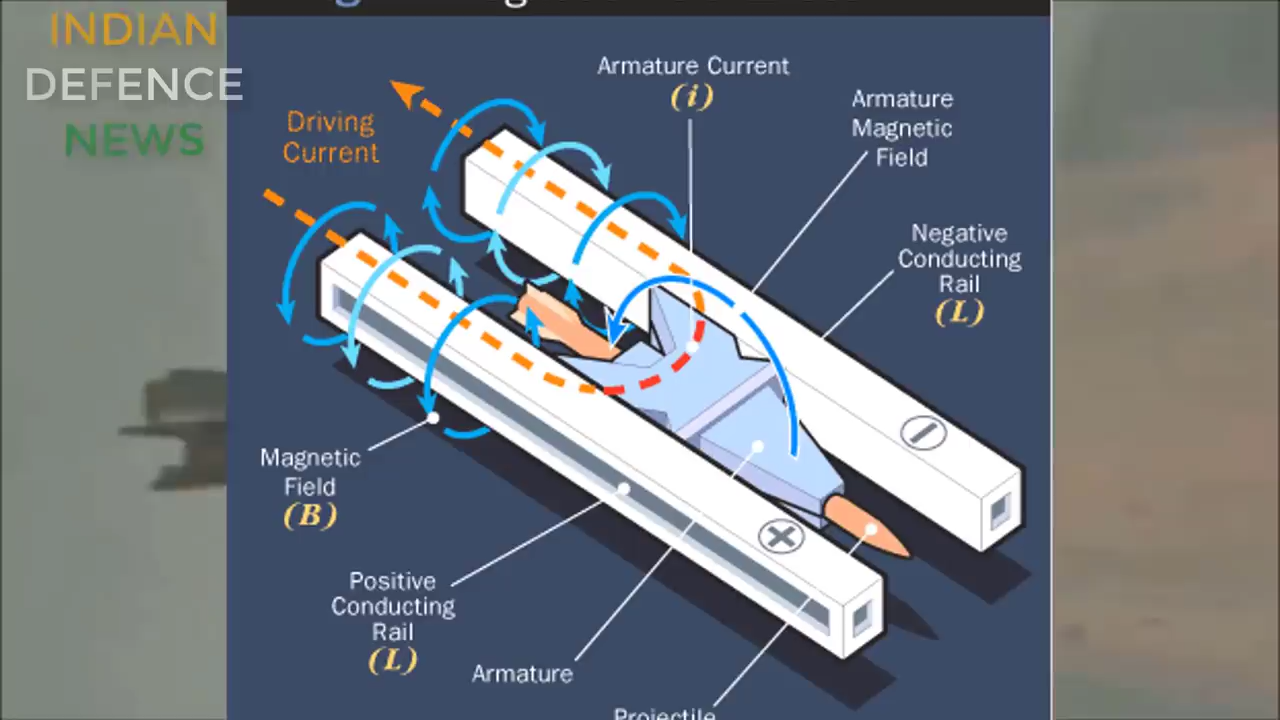 INDIAN
DEFENCE
NEWS
Armature Current
(i)
Armature
Magnetic
Field
Driving
Current
Negative
Conducting
Rail
(L)
Magnetic
Field
(B)
Positive
Conducting
Rail
(L)
Armature
Projectile